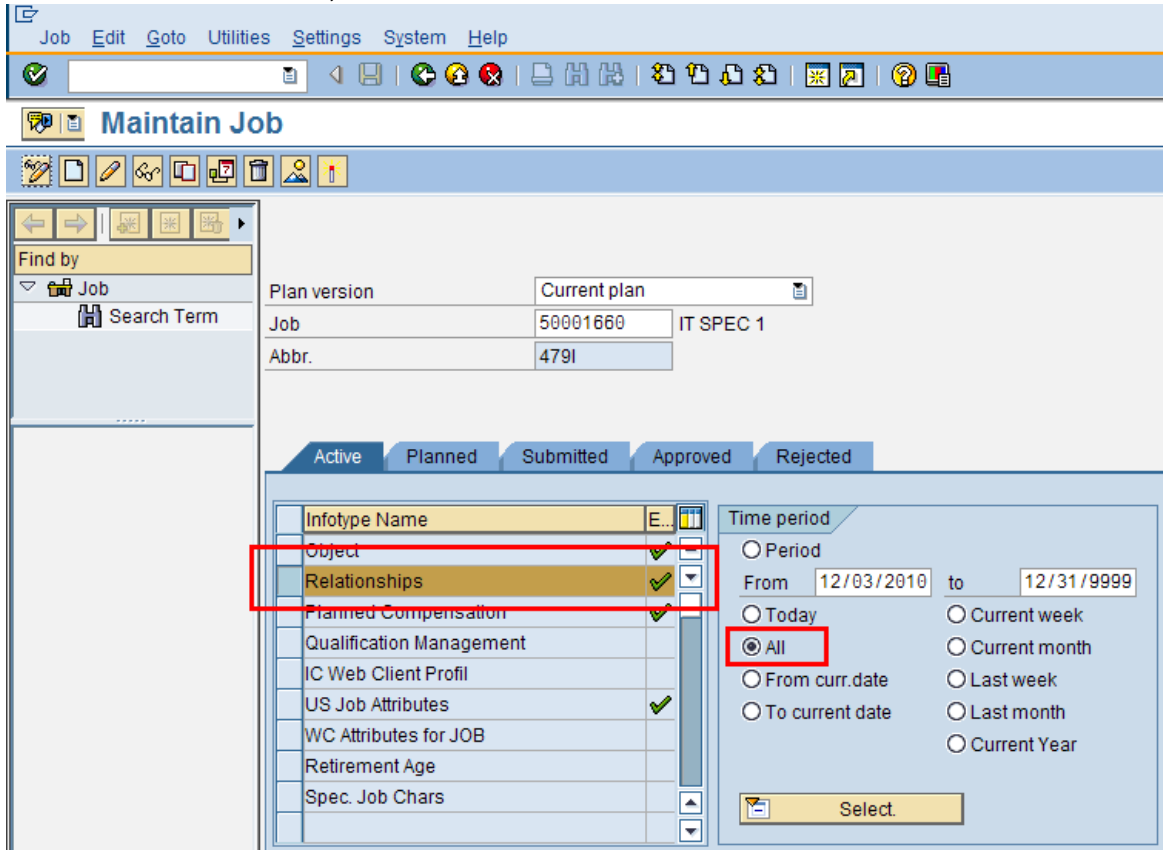 Job Edit Goto Utilities Settings System Help
Maintain Job
Find by
Job
Search Term
Plan version Current plan
Job 50001660 IT SPEC 1
Abbr. 479I
Active Planned Submitted Approved Rejected
Infotype Name E...
Object
Relationships
Planned Compensation
Qualification Management
IC Web Client Profil
US Job Attributes
WC Attributes for JOB
Retirement Age
Spec. Job Chars
Time period
Period
From 12/03/2010 to 12/31/9999
Today Current week
All Current month
From curr.date Last week
To current date Last month
Current Year
Select.